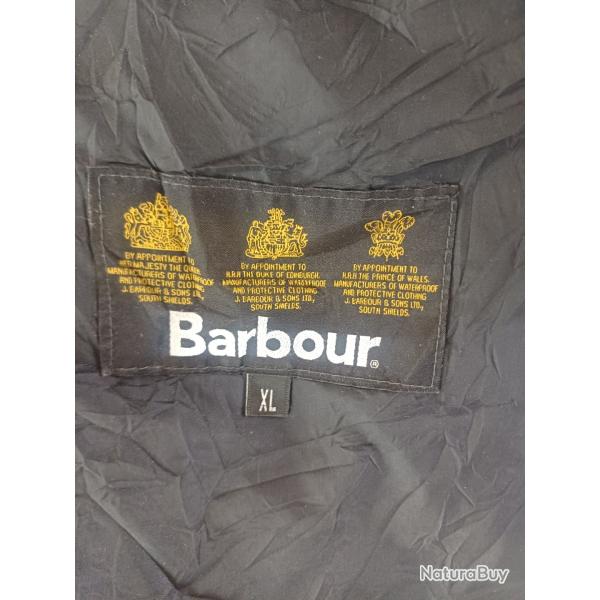 BY APPOINTMENT TO
HER MAJESTY THE QUEEN
MANUFACTURERS OF WATERPROOF
AND PROTECTIVE CLOTHING
J. BARBOUR & SONS LTD.,
SOUTH SHIELDS.
BY APPOINTMENT TO
H.R.H. THE DUKE OF EDINBURGH.
MANUFACTURERS OF WATERPROOF
AND PROTECTIVE CLOTHING
J. BARBOUR & SONS LTD.,
SOUTH SHIELDS.
BY APPOINTMENT TO
H.R.H. THE PRINCE OF WALES.
MANUFACTURERS OF WATERPROOF
AND PROTECTIVE CLOTHING
J. BARBOUR & SONS LTD.,
SOUTH SHIELDS.
Barbour®
XL
NaturaBuy